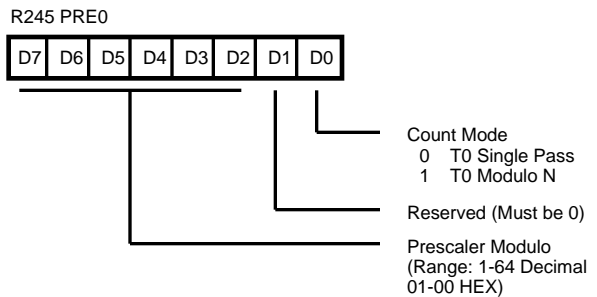 R245 PRE0
D7 D6 D5 D4 D3 D2 D1 D0
Count Mode
0 T0 Single Pass
1 T0 Modulo N
Reserved (Must be 0)
Prescaler Modulo
(Range: 1-64 Decimal
01-00 HEX)